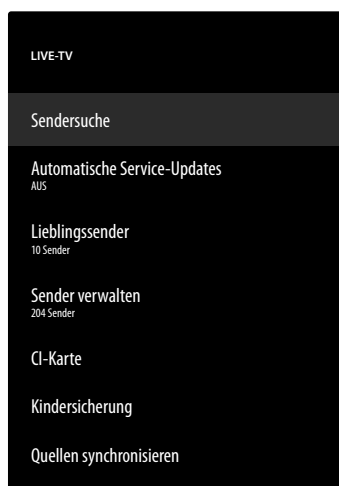 LIVE-TV
Sendersuche
Automatische Service-Updates
AUS
Lieblingssender
10 Sender
Sender verwalten
204 Sender
CI-Karte
Kindersicherung
Quellen synchronisieren